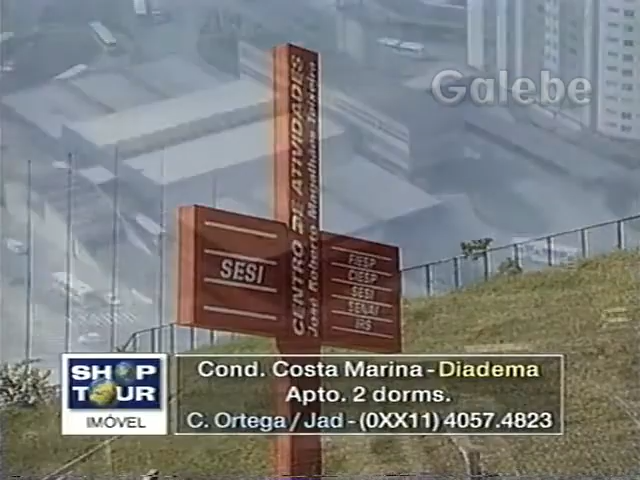 Galebe
CENTRO DE ATIVIDADES
José Roberto Magalhães Teixeira
SESI
FIESP
CIESP
SESI
SENAI
IRS
SHOP
TOUR
IMÓVEL
Cond. Costa Marina - Diadema
Apto. 2 dorms.
C. Ortega / Jad - (0XX11) 4057.4823